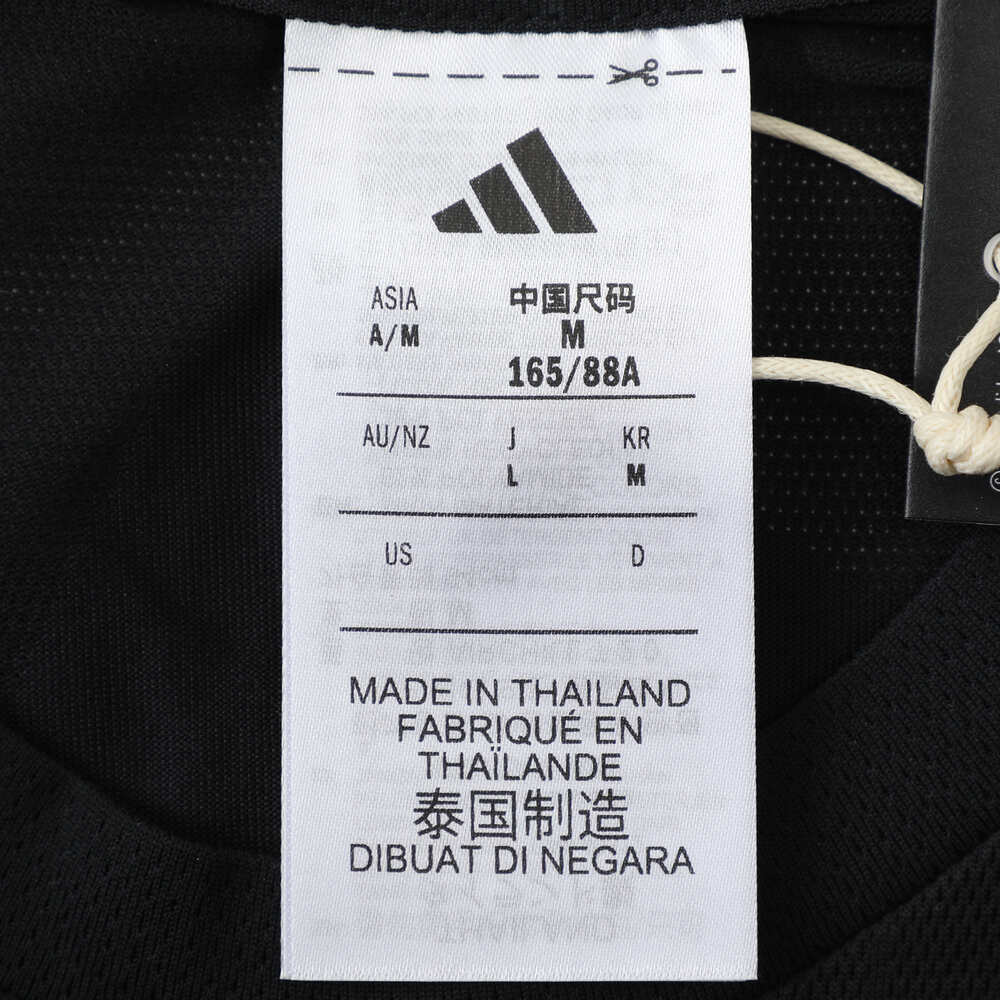 ASIA 中国尺码
A/M M
165/88A
AU/NZ J KR
L M
US D
MADE IN THAILAND
FABRIQUÉ EN
THAÏLANDE
泰国制造
DIBUAT DI NEGARA